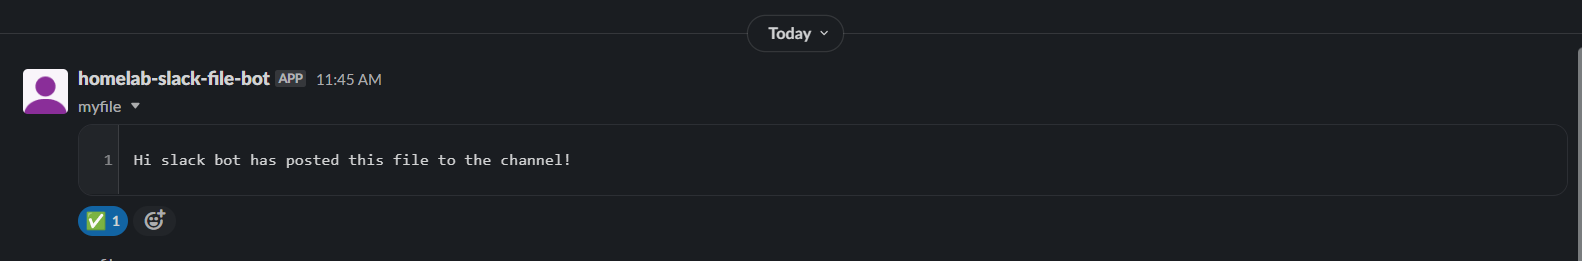 Today
homelab-slack-file-bot APP 11:45 AM
myfile
1 Hi slack bot has posted this file to the channel!
1